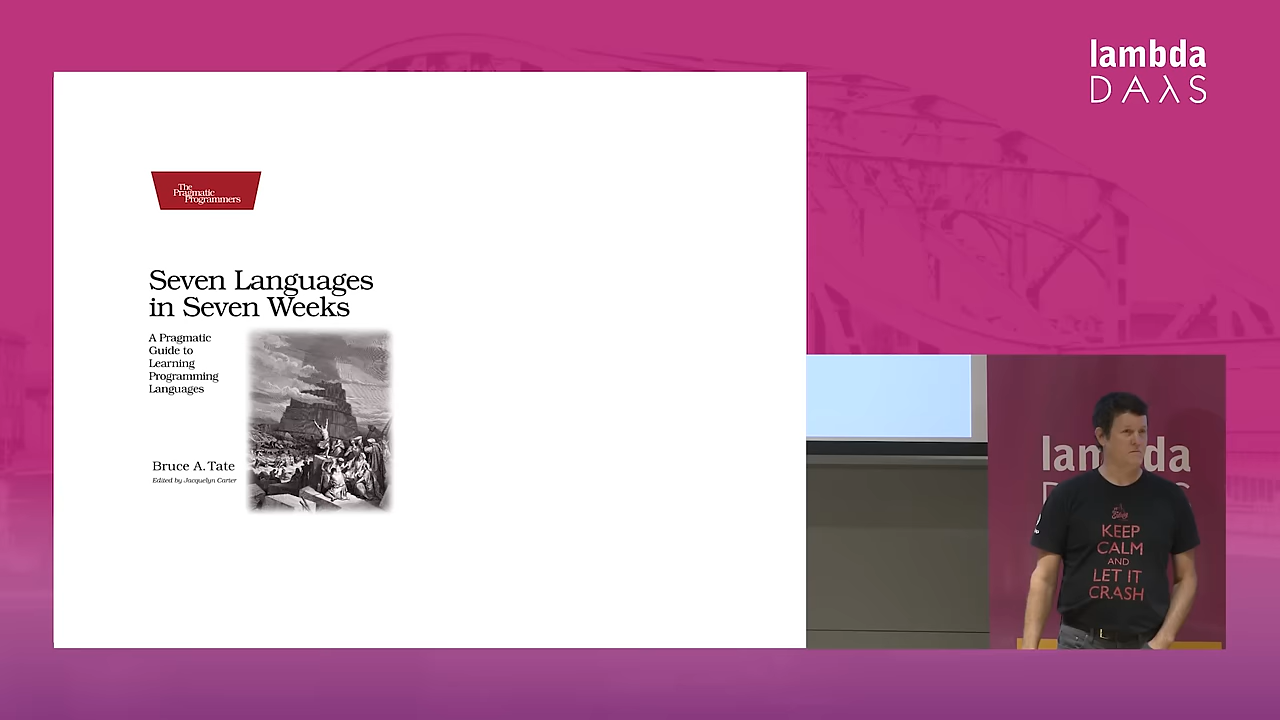 lambda
DAλS
The
Pragmatic
Programmers
Seven Languages
in Seven Weeks
A Pragmatic
Guide to
Learning
Programming
Languages
Bruce A. Tate
Edited by Jacquelyn Carter
lambda
KEEP
CALM
AND
LET IT
CRASH